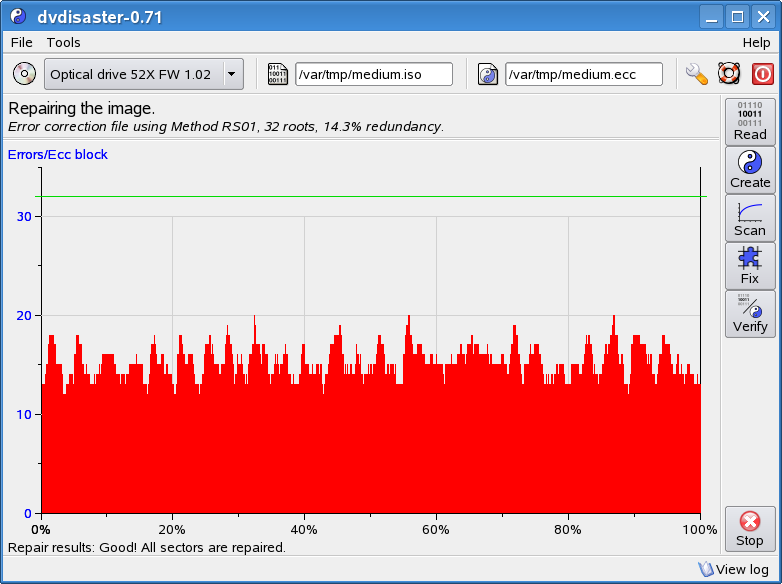 dvdisaster-0.71
File Tools Help
Optical drive 52X FW 1.02
/var/tmp/medium.iso
/var/tmp/medium.ecc
Repairing the image.
Error correction file using Method RS01, 32 roots, 14.3% redundancy.
Errors/Ecc block
30
20
10
0
0% 20% 40% 60% 80% 100%
Repair results: Good! All sectors are repaired.
01110
10011
00111
Read
Create
Scan
Fix
Verify
Stop
View log